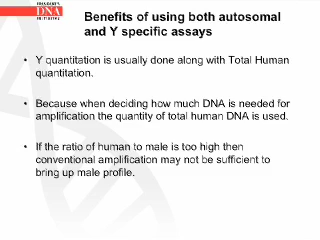 PRESIDENT'S
DNA
INITIATIVE
Benefits of using both autosomal
and Y specific assays
• Y quantitation is usually done along with Total Human
quantitation.
• Because when deciding how much DNA is needed for
amplification the quantity of total human DNA is used.
• If the ratio of human to male is too high then
conventional amplification may not be sufficient to
bring up male profile.